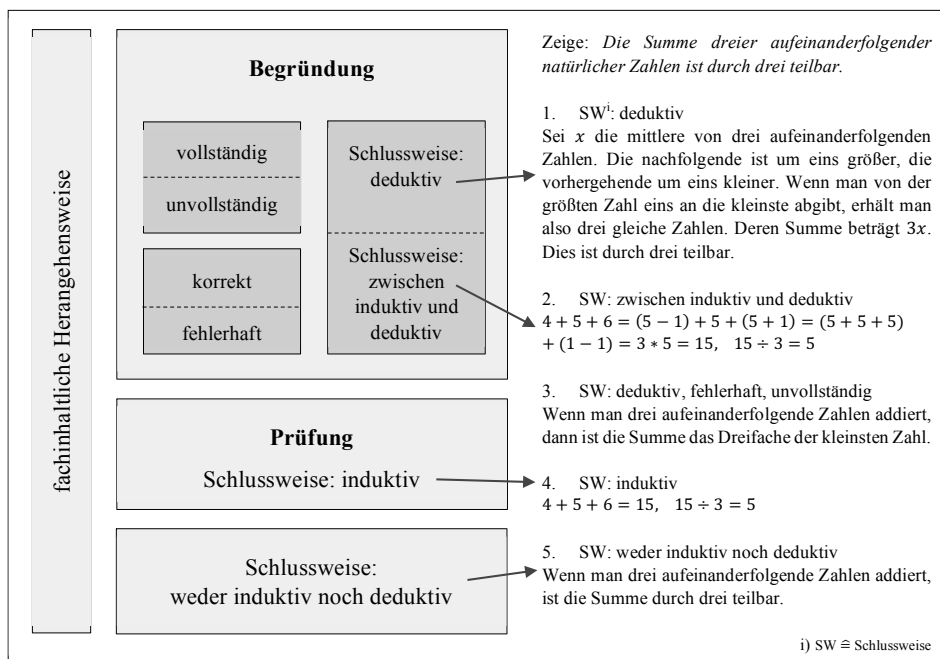 fachinhaltliche Herangehensweise
Begründung
vollständig
unvollständig
korrekt
fehlerhaft
Schlussweise:
deduktiv
Schlussweise:
zwischen
induktiv und
deduktiv
Prüfung
Schlussweise: induktiv
Schlussweise:
weder induktiv noch deduktiv
Zeige: Die Summe dreier aufeinanderfolgender
natürlicher Zahlen ist durch drei teilbar.
1. SWⁱ: deduktiv
Sei x die mittlere von drei aufeinanderfolgenden
Zahlen. Die nachfolgende ist um eins größer, die
vorhergehende um eins kleiner. Wenn man von der
größten Zahl eins an die kleinste abgibt, erhält man
also drei gleiche Zahlen. Deren Summe beträgt 3x.
Dies ist durch drei teilbar.
2. SW: zwischen induktiv und deduktiv
4 + 5 + 6 = (5 − 1) + 5 + (5 + 1) = (5 + 5 + 5)
+ (1 − 1) = 3 ∗ 5 = 15, 15 ÷ 3 = 5
3. SW: deduktiv, fehlerhaft, unvollständig
Wenn man drei aufeinanderfolgende Zahlen addiert,
dann ist die Summe das Dreifache der kleinsten Zahl.
4. SW: induktiv
4 + 5 + 6 = 15, 15 ÷ 3 = 5
5. SW: weder induktiv noch deduktiv
Wenn man drei aufeinanderfolgende Zahlen addiert,
ist die Summe durch drei teilbar.
i) SW ≙ Schlussweise